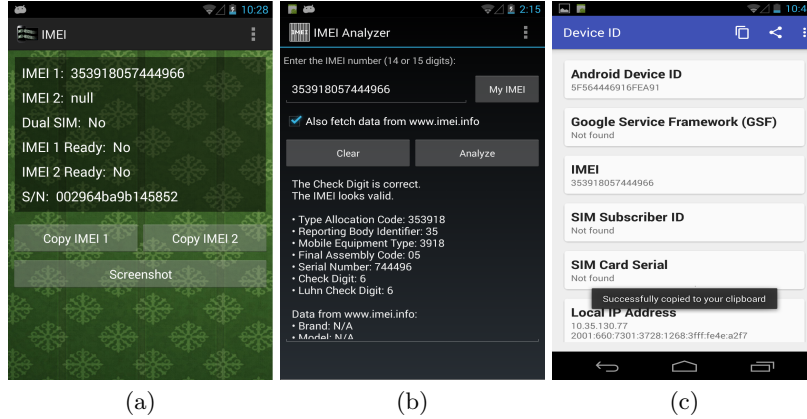 10:28
IMEI
IMEI 1: 353918057444966
IMEI 2: null
Dual SIM: No
IMEI 1 Ready: No
IMEI 2 Ready: No
S/N: 002964ba9b145852
Copy IMEI 1
Copy IMEI 2
Screenshot
(a)
2:15
IMEI
IMEI Analyzer
Enter the IMEI number (14 or 15 digits):
353918057444966
My IMEI
Also fetch data from www.imei.info
Clear
Analyze
The Check Digit is correct.
The IMEI looks valid.
• Type Allocation Code: 353918
• Reporting Body Identifier: 35
• Mobile Equipment Type: 3918
• Final Assembly Code: 05
• Serial Number: 744496
• Check Digit: 6
• Luhn Check Digit: 6
Data from www.imei.info:
• Brand: N/A
• Model: N/A
(b)
10:4
Device ID
Android Device ID
5F564446916FEA91
Google Service Framework (GSF)
Not found
IMEI
353918057444966
SIM Subscriber ID
Not found
SIM Card Serial
Not found
Successfully copied to your clipboard
Local IP Address
10.35.130.77
2001:660:7301:3728:1268:3fff:fe4e:a2f7
(c)